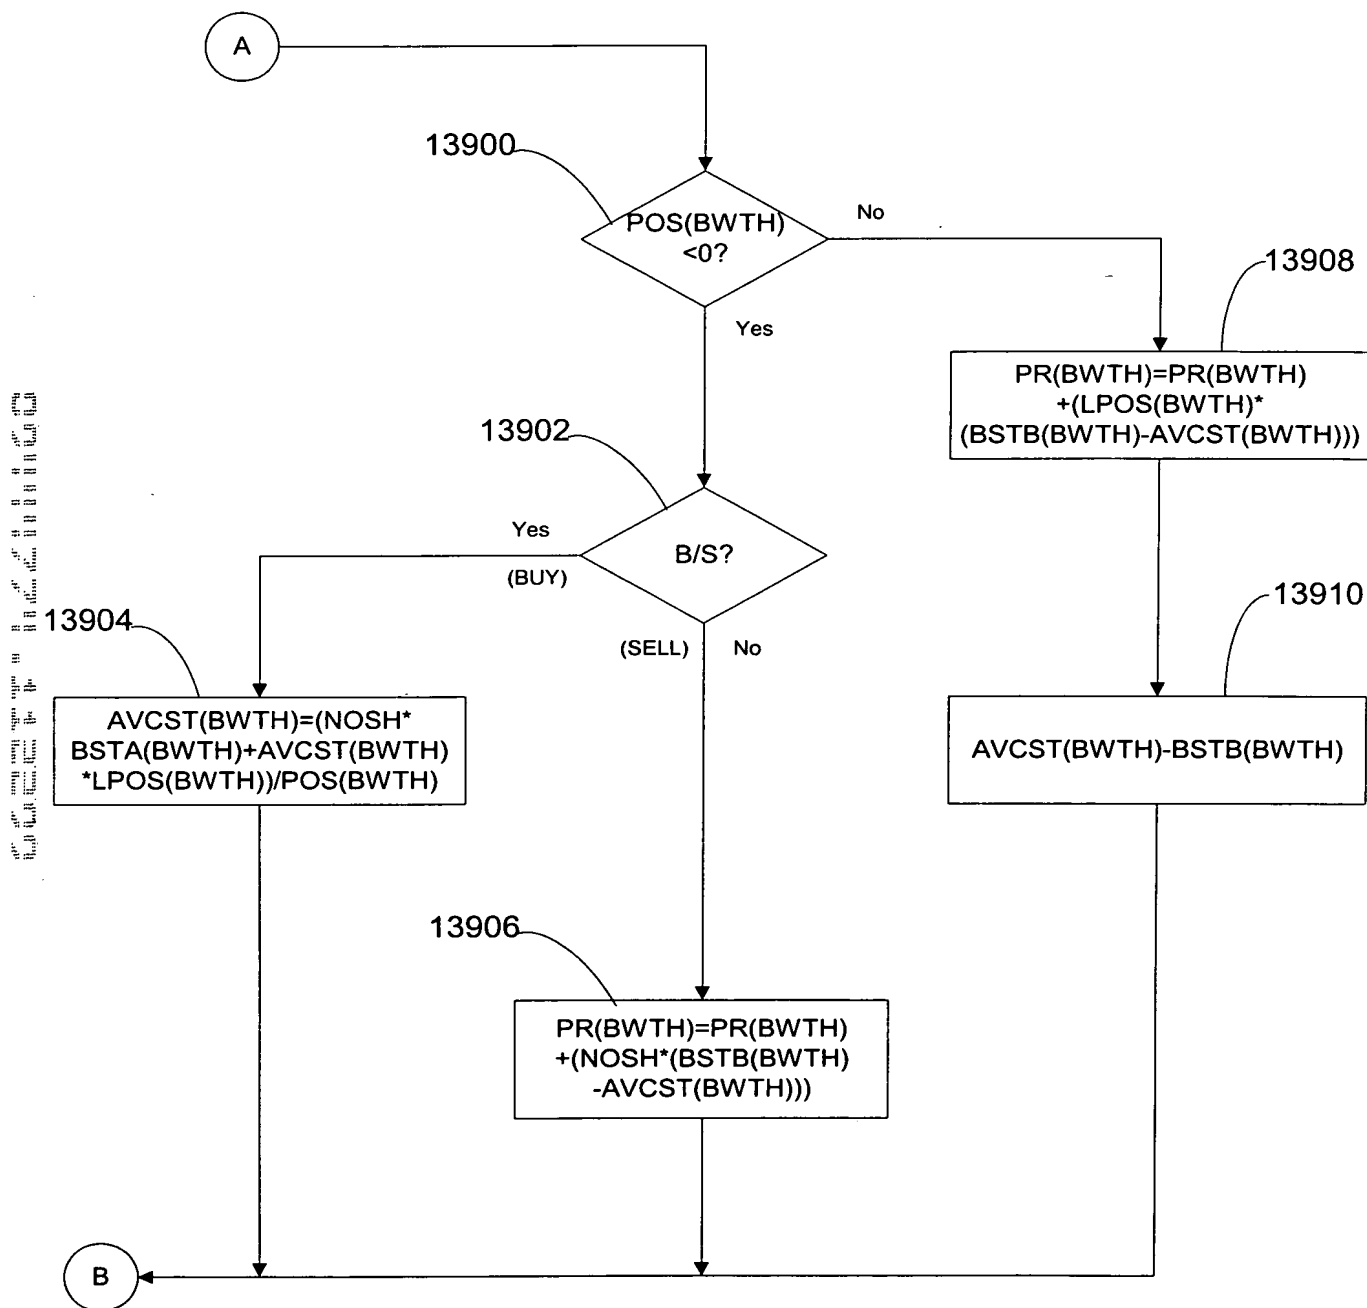 A
13900
POS(BWTH)
<0?
No
Yes
13908
PR(BWTH)=PR(BWTH)
+(LPOS(BWTH)*
(BSTB(BWTH)-AVCST(BWTH)))
13902
B/S?
Yes
(BUY)
(SELL)
No
13904
AVCST(BWTH)=(NOSH*
BSTA(BWTH)+AVCST(BWTH)
*LPOS(BWTH))/POS(BWTH)
13910
AVCST(BWTH)-BSTB(BWTH)
13906
PR(BWTH)=PR(BWTH)
+(NOSH*(BSTB(BWTH)
-AVCST(BWTH)))
B